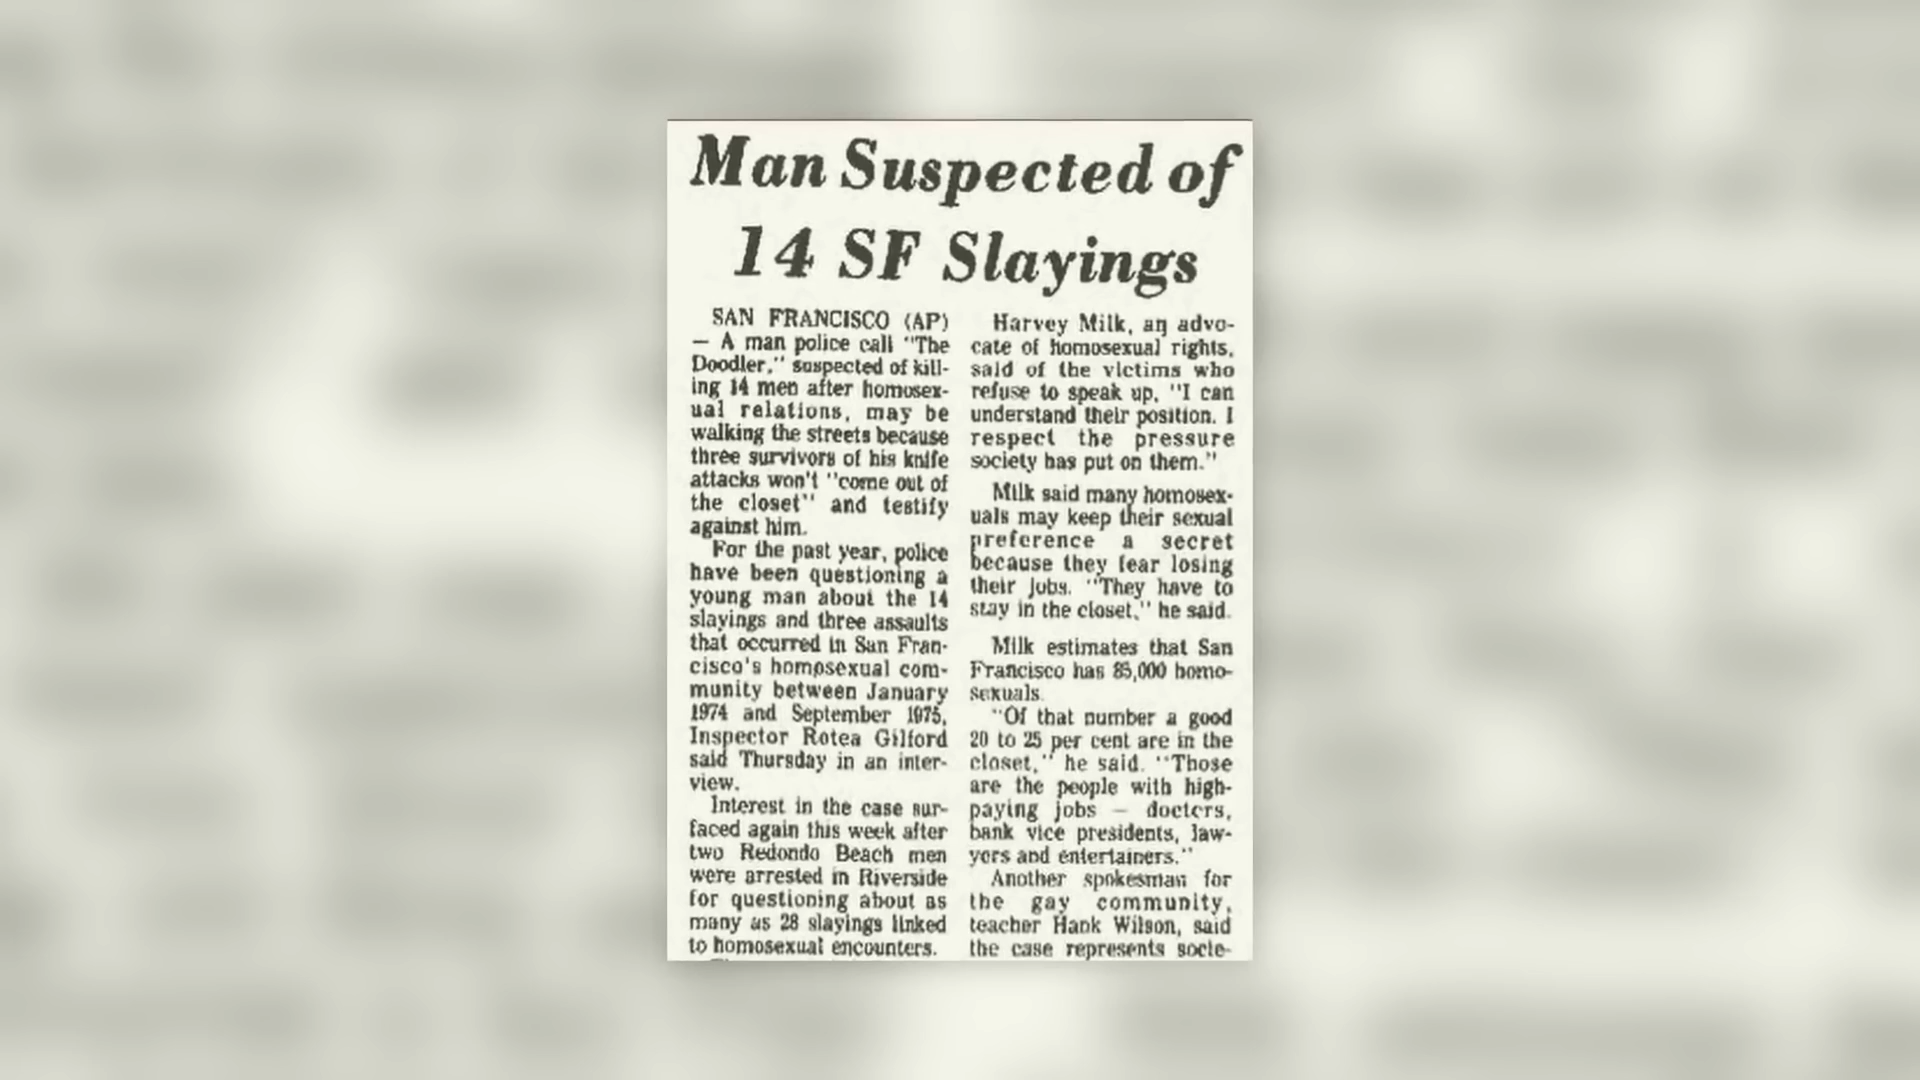 Man Suspected of
14 SF Slayings
SAN FRANCISCO (AP)
— A man police call "The
Doodler," suspected of kill-
ing 14 men after homosex-
ual relations, may be
walking the streets because
three survivors of his knife
attacks won't "come out of
the closet" and testify
against him.
For the past year, police
have been questioning a
young man about the 14
slayings and three assaults
that occurred in San Fran-
cisco's homosexual com-
munity between January
1974 and September 1975,
Inspector Rotea Gilford
said Thursday in an inter-
view.
Interest in the case sur-
faced again this week after
two Redondo Beach men
were arrested in Riverside
for questioning about as
many as 28 slayings linked
to homosexual encounters.
Harvey Milk, an advo-
cate of homosexual rights,
said of the victims who
refuse to speak up, "I can
understand their position. I
respect the pressure
society has put on them."
Milk said many homosex-
uals may keep their sexual
preference a secret
because they fear losing
their jobs. "They have to
stay in the closet," he said.
Milk estimates that San
Francisco has 85,000 homo-
sexuals.
"Of that number a good
20 to 25 per cent are in the
closet," he said. "Those
are the people with high-
paying jobs — doctors,
bank vice presidents, law-
yers and entertainers."
Another spokesman for
the gay community,
teacher Hank Wilson, said
the case represents socie-